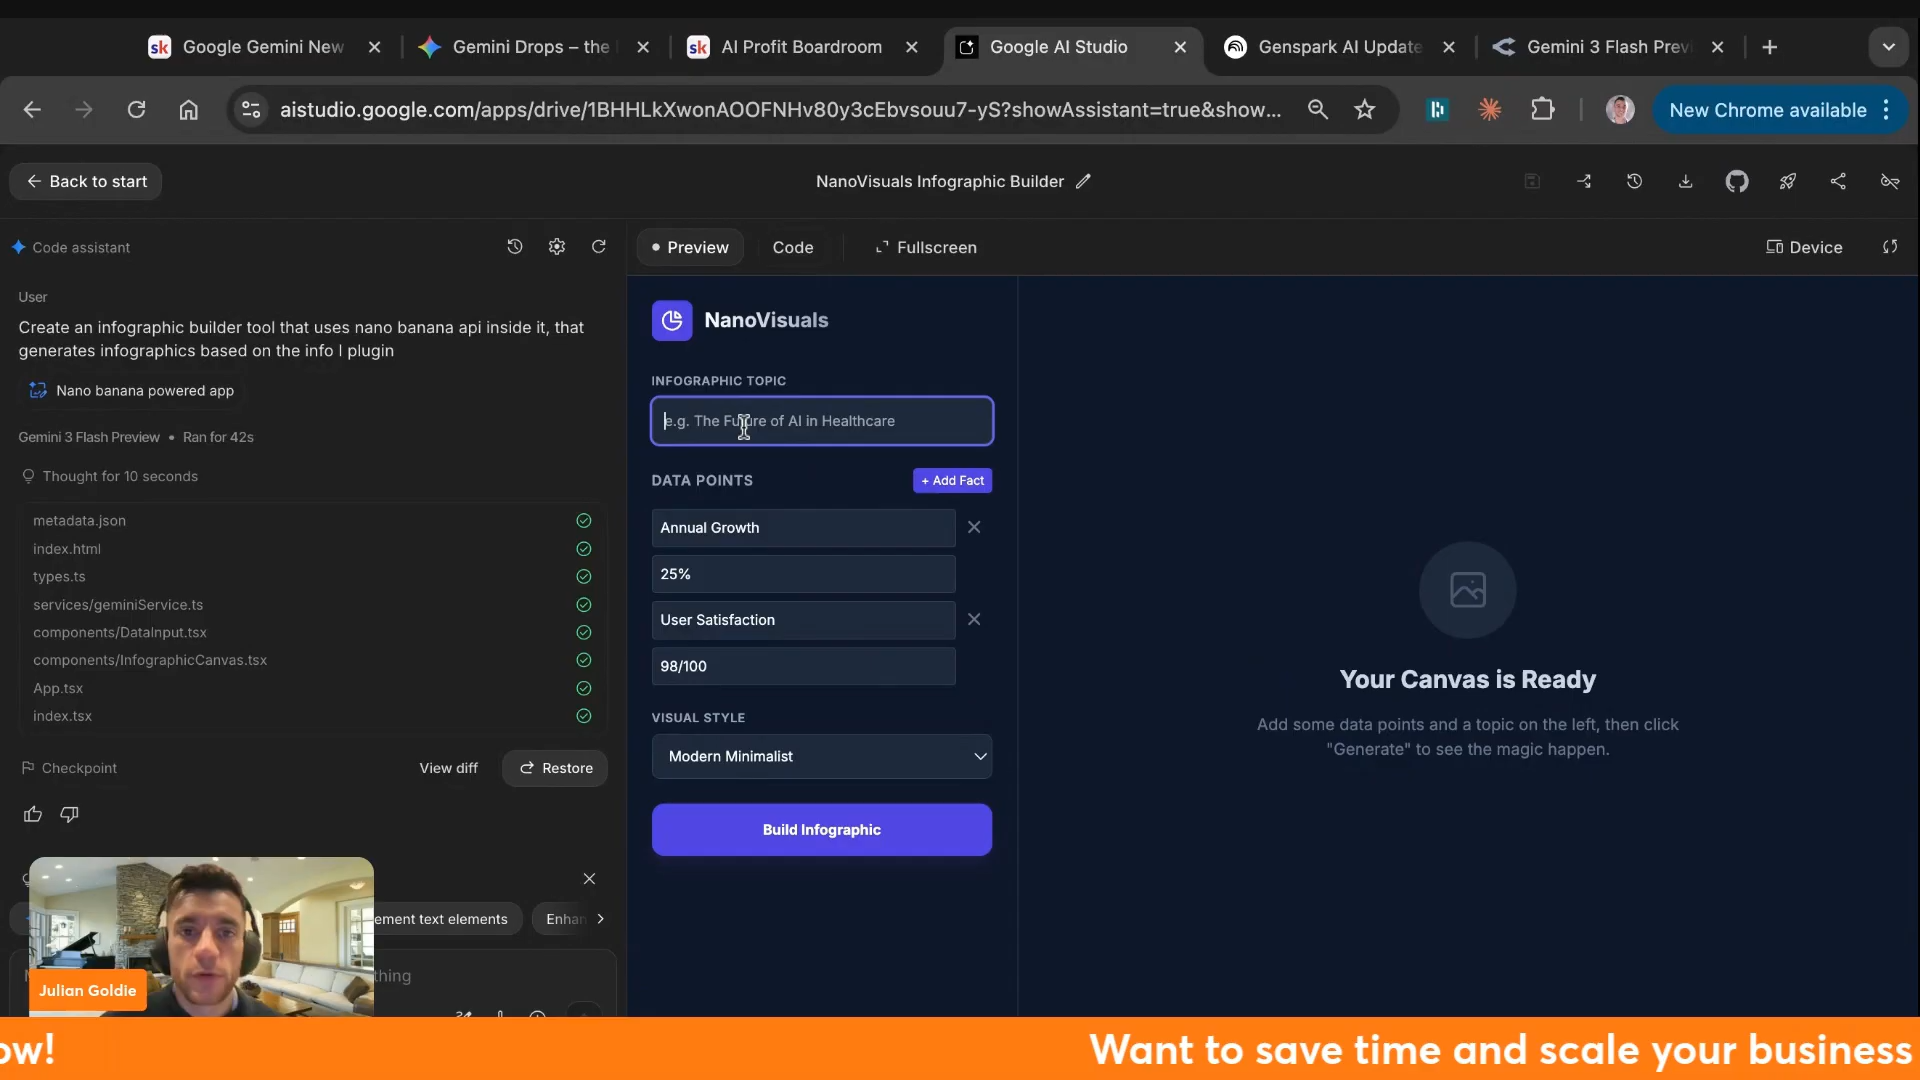 sk Google Gemini New
Gemini Drops – the
sk AI Profit Boardroom
Google AI Studio
Genspark AI Update
Gemini 3 Flash Previ
aistudio.google.com/apps/drive/1BHHLkXwonAOOFNHv80y3cEbvsouu7-yS?showAssistant=true&show...
New Chrome available
Back to start
NanoVisuals Infographic Builder
Code assistant
Preview
Code
Fullscreen
Device
User
Create an infographic builder tool that uses nano banana api inside it, that
generates infographics based on the info I plugin
Nano banana powered app
Gemini 3 Flash Preview • Ran for 42s
Thought for 10 seconds
metadata.json
index.html
types.ts
services/geminiService.ts
components/DataInput.tsx
components/InfographicCanvas.tsx
App.tsx
index.tsx
Checkpoint
View diff
Restore
ement text elements
Enhan
thing
Julian Goldie
NanoVisuals
INFOGRAPHIC TOPIC
e.g. The Future of AI in Healthcare
DATA POINTS
+ Add Fact
Annual Growth
25%
User Satisfaction
98/100
VISUAL STYLE
Modern Minimalist
Build Infographic
Your Canvas is Ready
Add some data points and a topic on the left, then click
"Generate" to see the magic happen.
ow!
Want to save time and scale your business